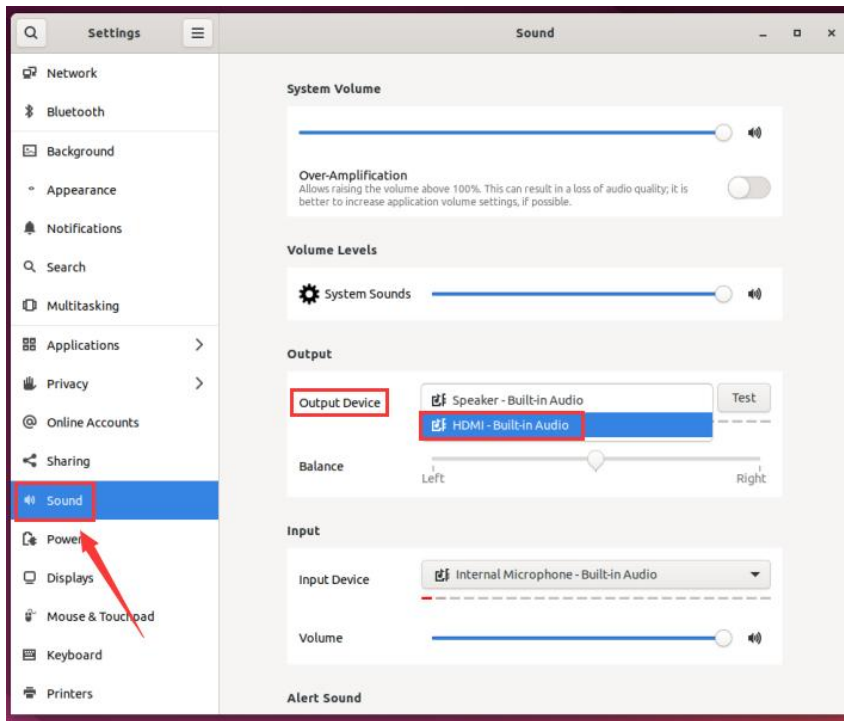 Settings
Sound
Network
Bluetooth
Background
Appearance
Notifications
Search
Multitasking
Applications
Privacy
Online Accounts
Sharing
Sound
Power
Displays
Mouse & Touchpad
Keyboard
Printers
System Volume
Over-Amplification
Allows raising the volume above 100%. This can result in a loss of audio quality; it is
better to increase application volume settings, if possible.
Volume Levels
System Sounds
Output
Output Device
Speaker - Built-in Audio
Test
HDMI - Built-in Audio
Balance
Left
Right
Input
Input Device
Internal Microphone - Built-in Audio
Volume
Alert Sound